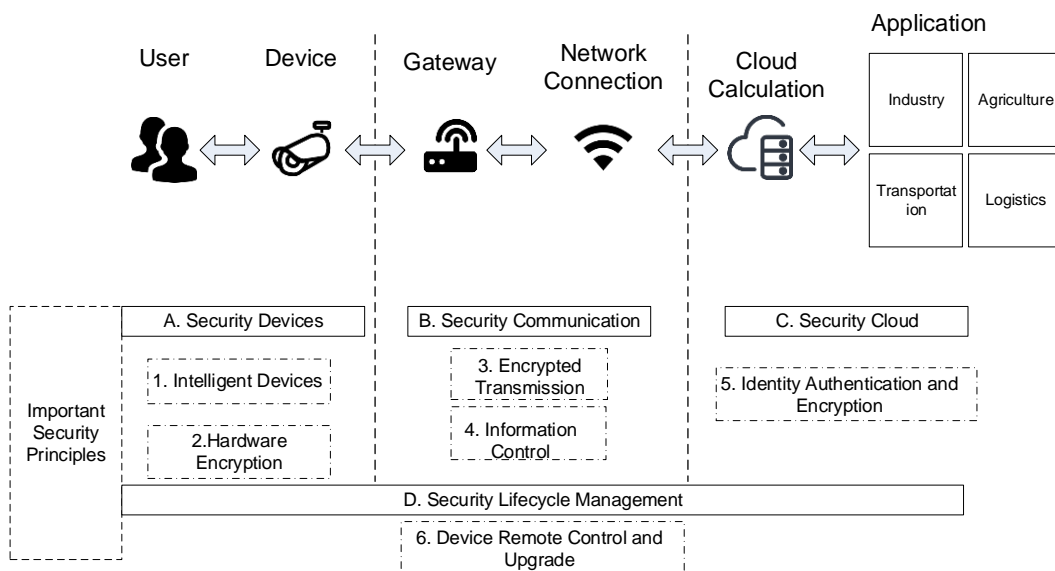 Application
User
Device
Gateway
Network
Connection
Cloud
Calculation
Industry
Agriculture
Transportat
ion
Logistics
A. Security Devices
B. Security Communication
C. Security Cloud
1. Intelligent Devices
2.Hardware
Encryption
3. Encrypted
Transmission
4. Information
Control
5. Identity Authentication and
Encryption
Important
Security
Principles
D. Security Lifecycle Management
6. Device Remote Control and
Upgrade